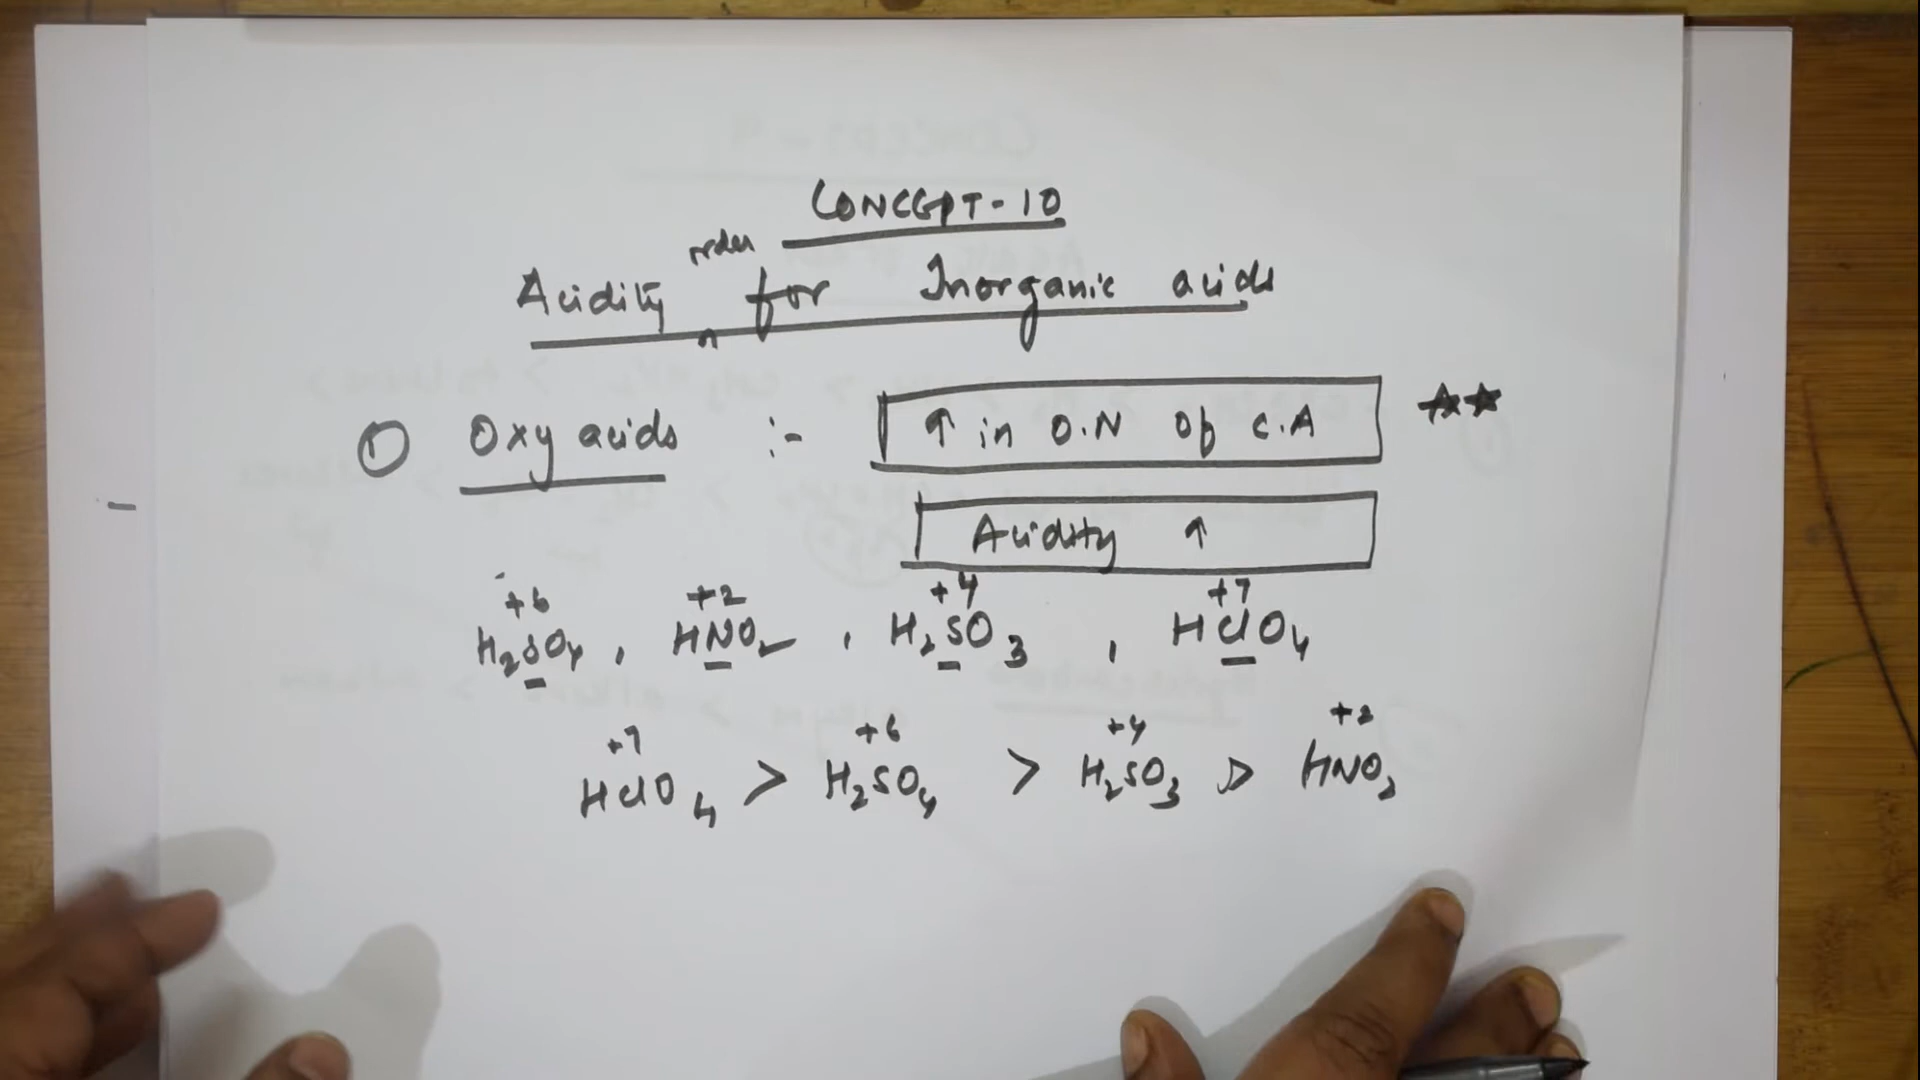 CONCEPT-10
Acidity order for Inorganic acids
① Oxy acids :- ↑ in O.N of C.A ★★
Acidity ↑
+6 +2 +4 +7
H₂SO₄ , HNO₂ , H₂SO₃ , HClO₄
+7 +6 +4 +2
HClO₄ > H₂SO₄ > H₂SO₃ > HNO₂